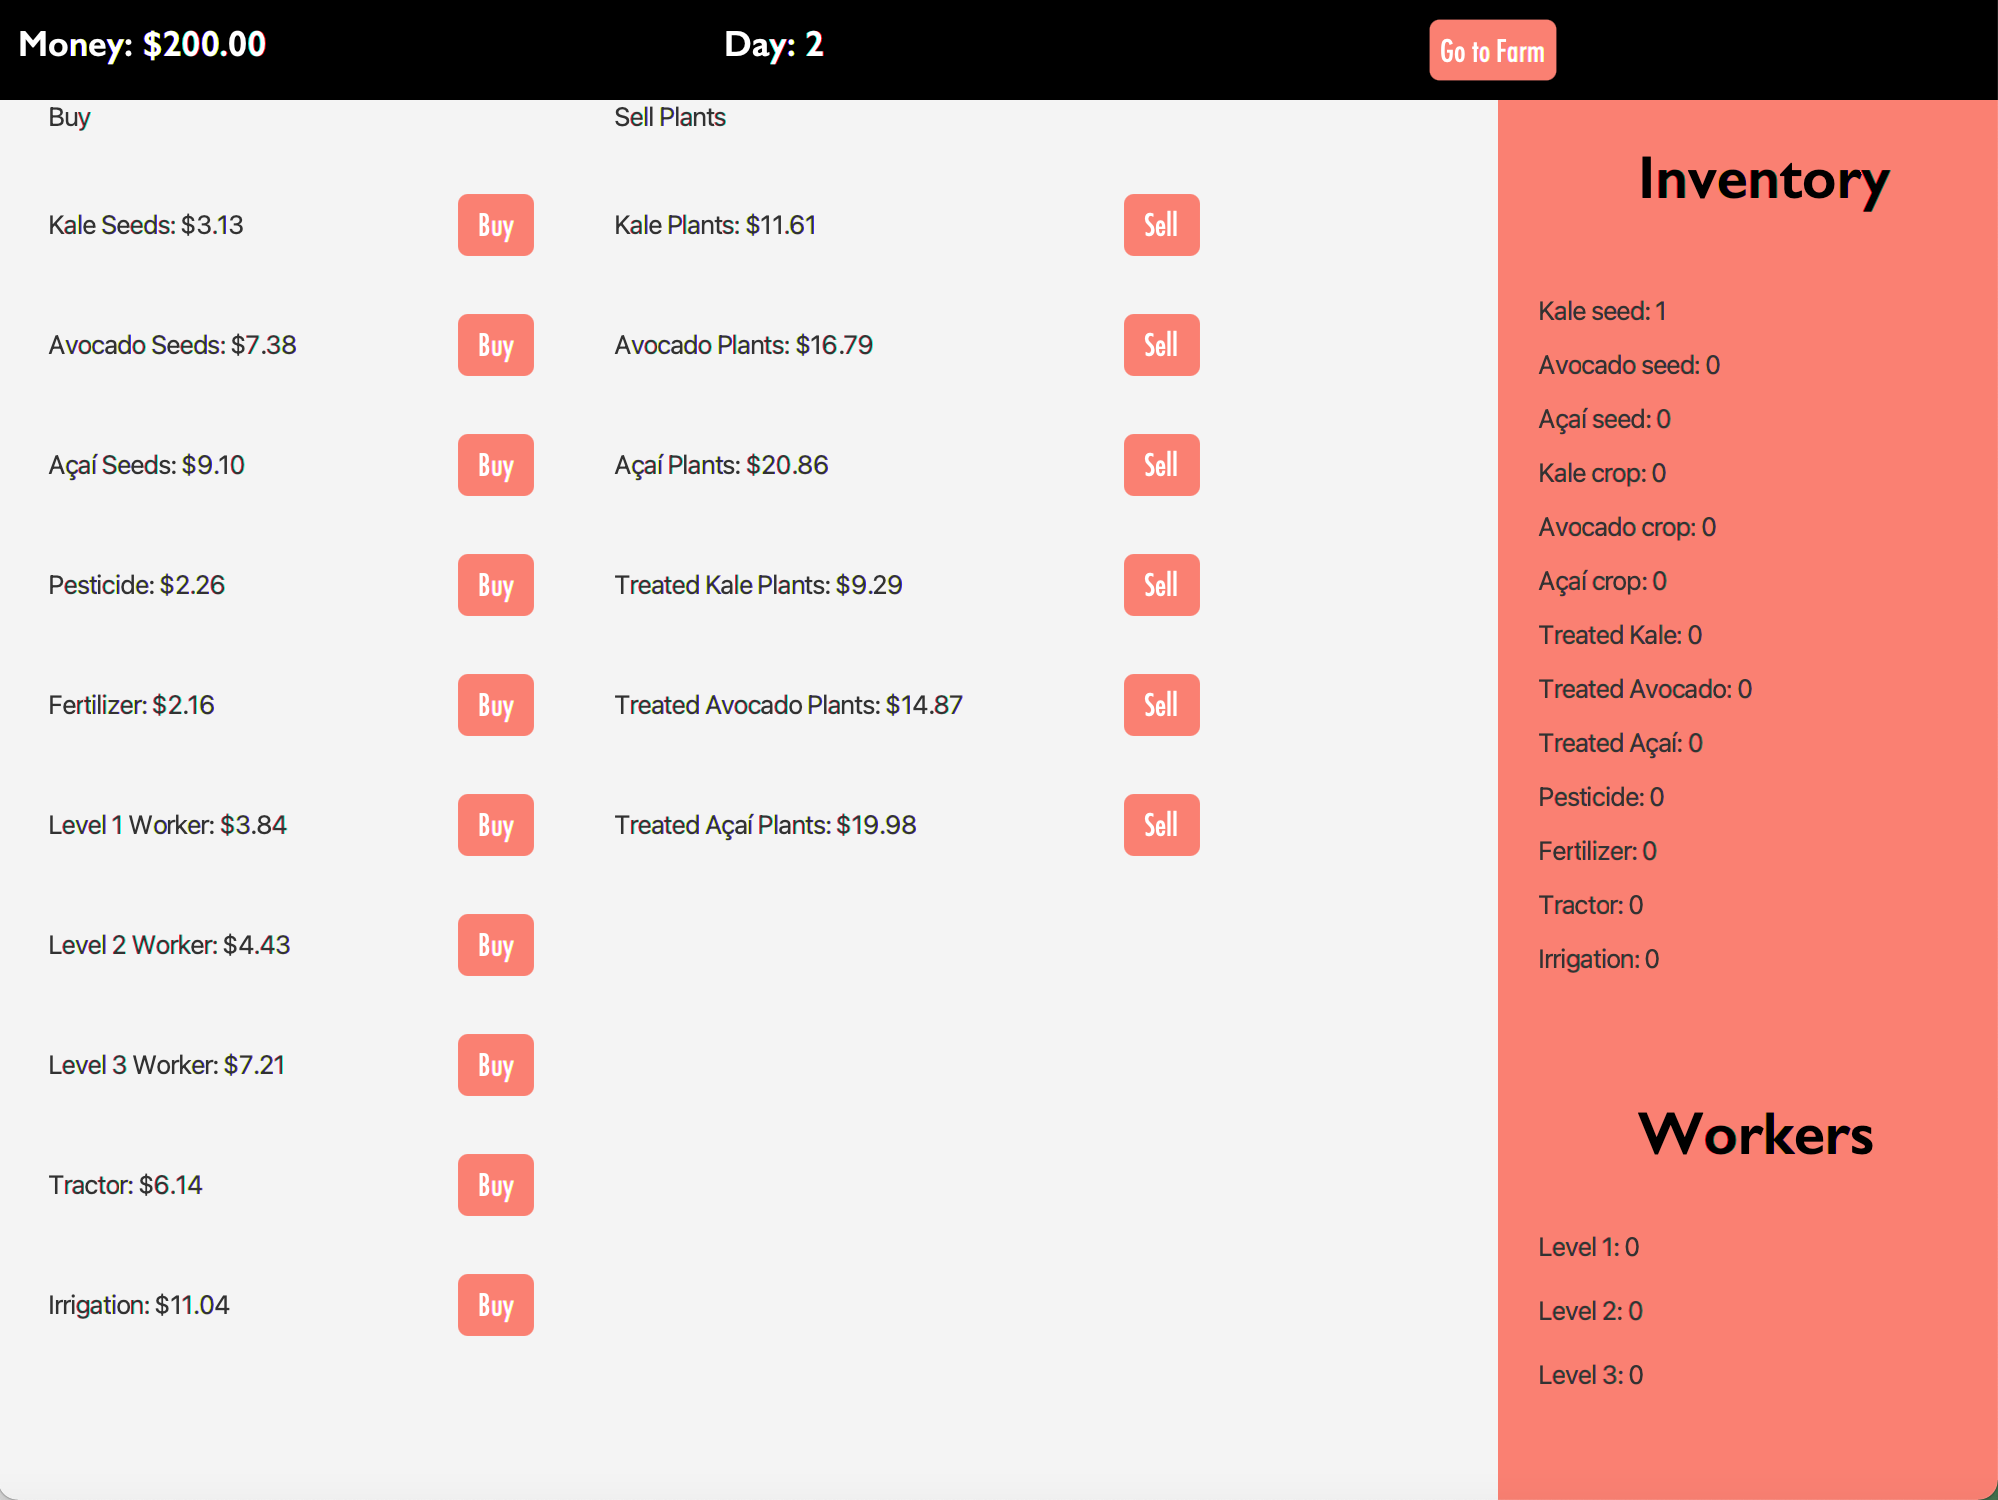 Money: $200.00
Day: 2
Go to Farm
Buy
Sell Plants
Kale Seeds: $3.13
Buy
Kale Plants: $11.61
Sell
Avocado Seeds: $7.38
Buy
Avocado Plants: $16.79
Sell
Açaí Seeds: $9.10
Buy
Açaí Plants: $20.86
Sell
Pesticide: $2.26
Buy
Treated Kale Plants: $9.29
Sell
Fertilizer: $2.16
Buy
Treated Avocado Plants: $14.87
Sell
Level 1 Worker: $3.84
Buy
Treated Açaí Plants: $19.98
Sell
Level 2 Worker: $4.43
Buy
Level 3 Worker: $7.21
Buy
Tractor: $6.14
Buy
Irrigation: $11.04
Buy
Inventory
Kale seed: 1
Avocado seed: 0
Açaí seed: 0
Kale crop: 0
Avocado crop: 0
Açaí crop: 0
Treated Kale: 0
Treated Avocado: 0
Treated Açaí: 0
Pesticide: 0
Fertilizer: 0
Tractor: 0
Irrigation: 0
Workers
Level 1: 0
Level 2: 0
Level 3: 0